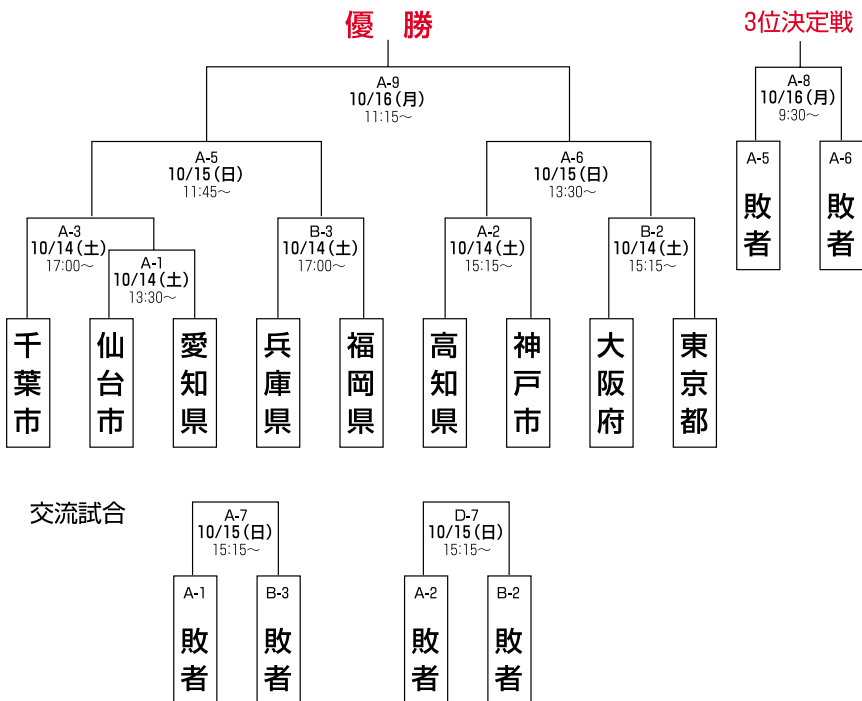 優 勝
3位決定戦
A-9
10/16(月)
11:15〜
A-8
10/16(月)
9:30〜
A-5
10/15(日)
11:45〜
A-6
10/15(日)
13:30〜
A-5
敗者
A-6
敗者
A-3
10/14(土)
17:00〜
A-1
10/14(土)
13:30〜
B-3
10/14(土)
17:00〜
A-2
10/14(土)
15:15〜
B-2
10/14(土)
15:15〜
千葉市
仙台市
愛知県
兵庫県
福岡県
高知県
神戸市
大阪府
東京都
交流試合
A-7
10/15(日)
15:15〜
D-7
10/15(日)
15:15〜
A-1
敗者
B-3
敗者
A-2
敗者
B-2
敗者